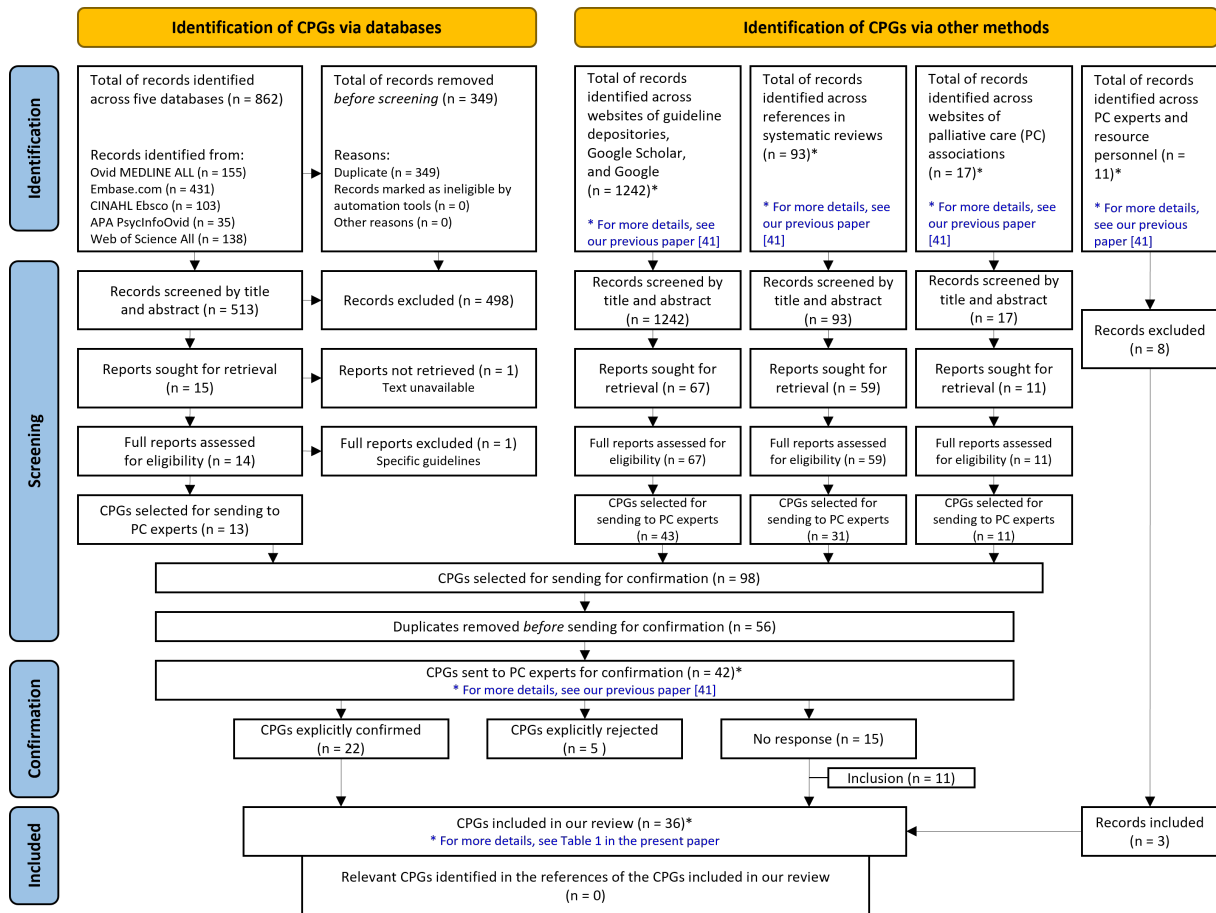 Identification of CPGs via databases
Identification of CPGs via other methods
Identification
Total of records identified
across five databases (n = 862)
Records identified from:
Ovid MEDLINE ALL (n = 155)
Embase.com (n = 431)
CINAHL Ebsco (n = 103)
APA PsycInfoOvid (n = 35)
Web of Science All (n = 138)
Total of records removed
before screening (n = 349)
Reasons:
Duplicate (n = 349)
Records marked as ineligible by
automation tools (n = 0)
Other reasons (n = 0)
Total of records
identified across
websites of guideline
depositories,
Google Scholar,
and Google
(n = 1242)*
* For more details, see
our previous paper [41]
Total of records
identified across
references in
systematic reviews
(n = 93)*
* For more details, see
our previous paper
[41]
Total of records
identified across
websites of
palliative care (PC)
associations
(n = 17)*
* For more details, see
our previous paper
[41]
Total of records
identified across
PC experts and
resource
personnel (n =
11)*
* For more details,
see our previous
paper [41]
Screening
Records screened by title
and abstract (n = 513)
Records excluded (n = 498)
Records screened by
title and abstract
(n = 1242)
Records screened by
title and abstract
(n = 93)
Records screened by
title and abstract
(n = 17)
Records excluded
(n = 8)
Reports sought for retrieval
(n = 15)
Reports not retrieved (n = 1)
Text unavailable
Reports sought for
retrieval (n = 67)
Reports sought for
retrieval (n = 59)
Reports sought for
retrieval (n = 11)
Full reports assessed
for eligibility (n = 14)
Full reports excluded (n = 1)
Specific guidelines
Full reports assessed for
eligibility (n = 67)
Full reports assessed
for eligibility (n = 59)
Full reports assessed
for eligibility (n = 11)
CPGs selected for sending to
PC experts (n = 13)
CPGs selected for
sending to PC experts
(n = 43)
CPGs selected for
sending to PC experts
(n = 31)
CPGs selected for
sending to PC experts
(n = 11)
CPGs selected for sending for confirmation (n = 98)
Duplicates removed before sending for confirmation (n = 56)
Confirmation
CPGs sent to PC experts for confirmation (n = 42)*
* For more details, see our previous paper [41]
CPGs explicitly confirmed
(n = 22)
CPGs explicitly rejected
(n = 5 )
No response (n = 15)
Inclusion (n = 11)
Included
CPGs included in our review (n = 36)*
* For more details, see Table 1 in the present paper
Records included
(n = 3)
Relevant CPGs identified in the references of the CPGs included in our review
(n = 0)